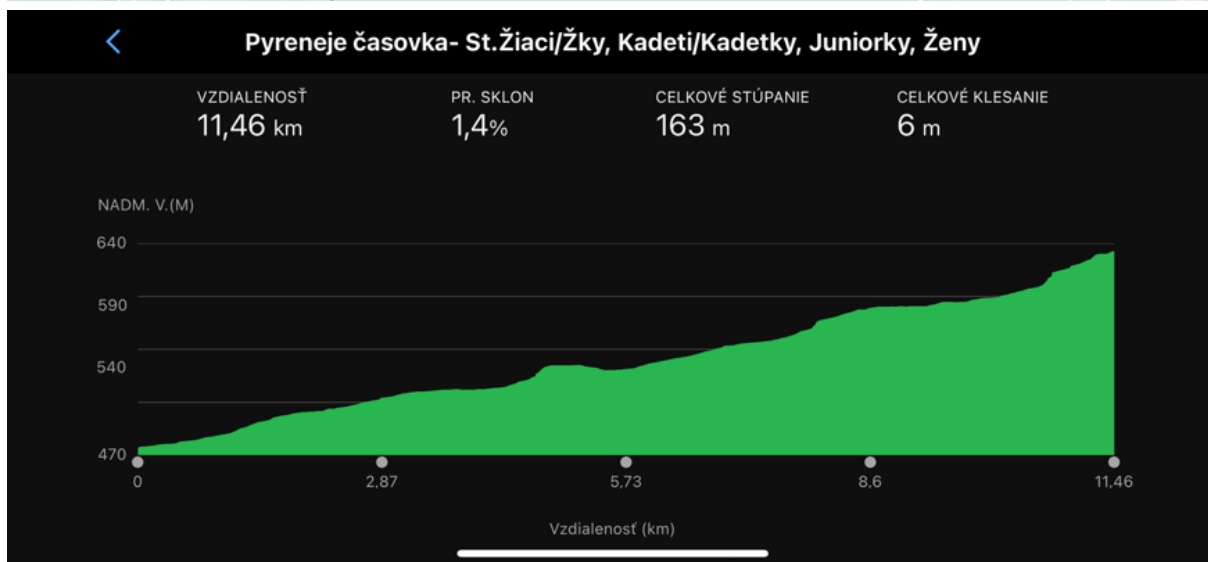 Pyreneje časovka- St.Žiaci/Žky, Kadeti/Kadetky, Juniorky, Ženy
VZDIALENOSŤ PR. SKLON CELKOVÉ STÚPANIE CELKOVÉ KLESANIE
11,46 km 1,4% 163 m 6 m
NADM. V.(M)
640
590
540
470
0 2,87 5,73 8,6 11,46
Vzdialenosť (km)